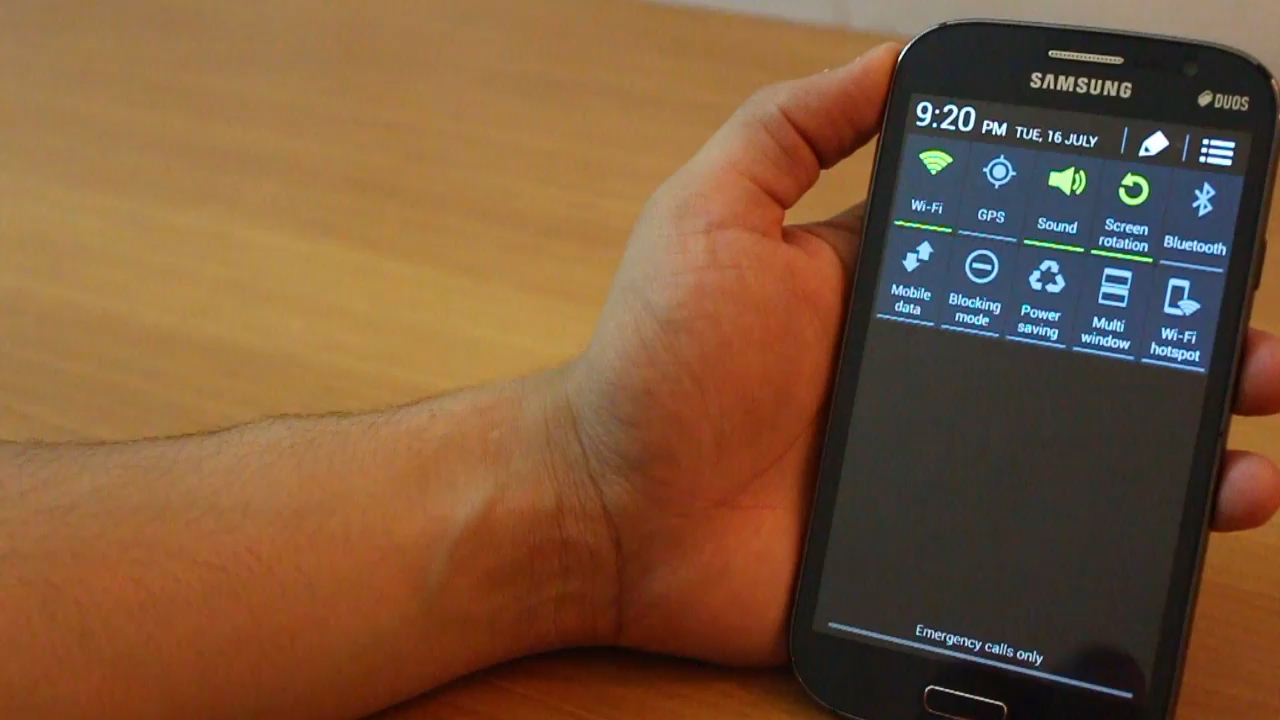 SAMSUNG
DUOS
9:20 PM TUE, 16 JULY
Wi-Fi
GPS
Sound
Screen
rotation
Bluetooth
Mobile
data
Blocking
mode
Power
saving
Multi
window
Wi-Fi
hotspot
Emergency calls only